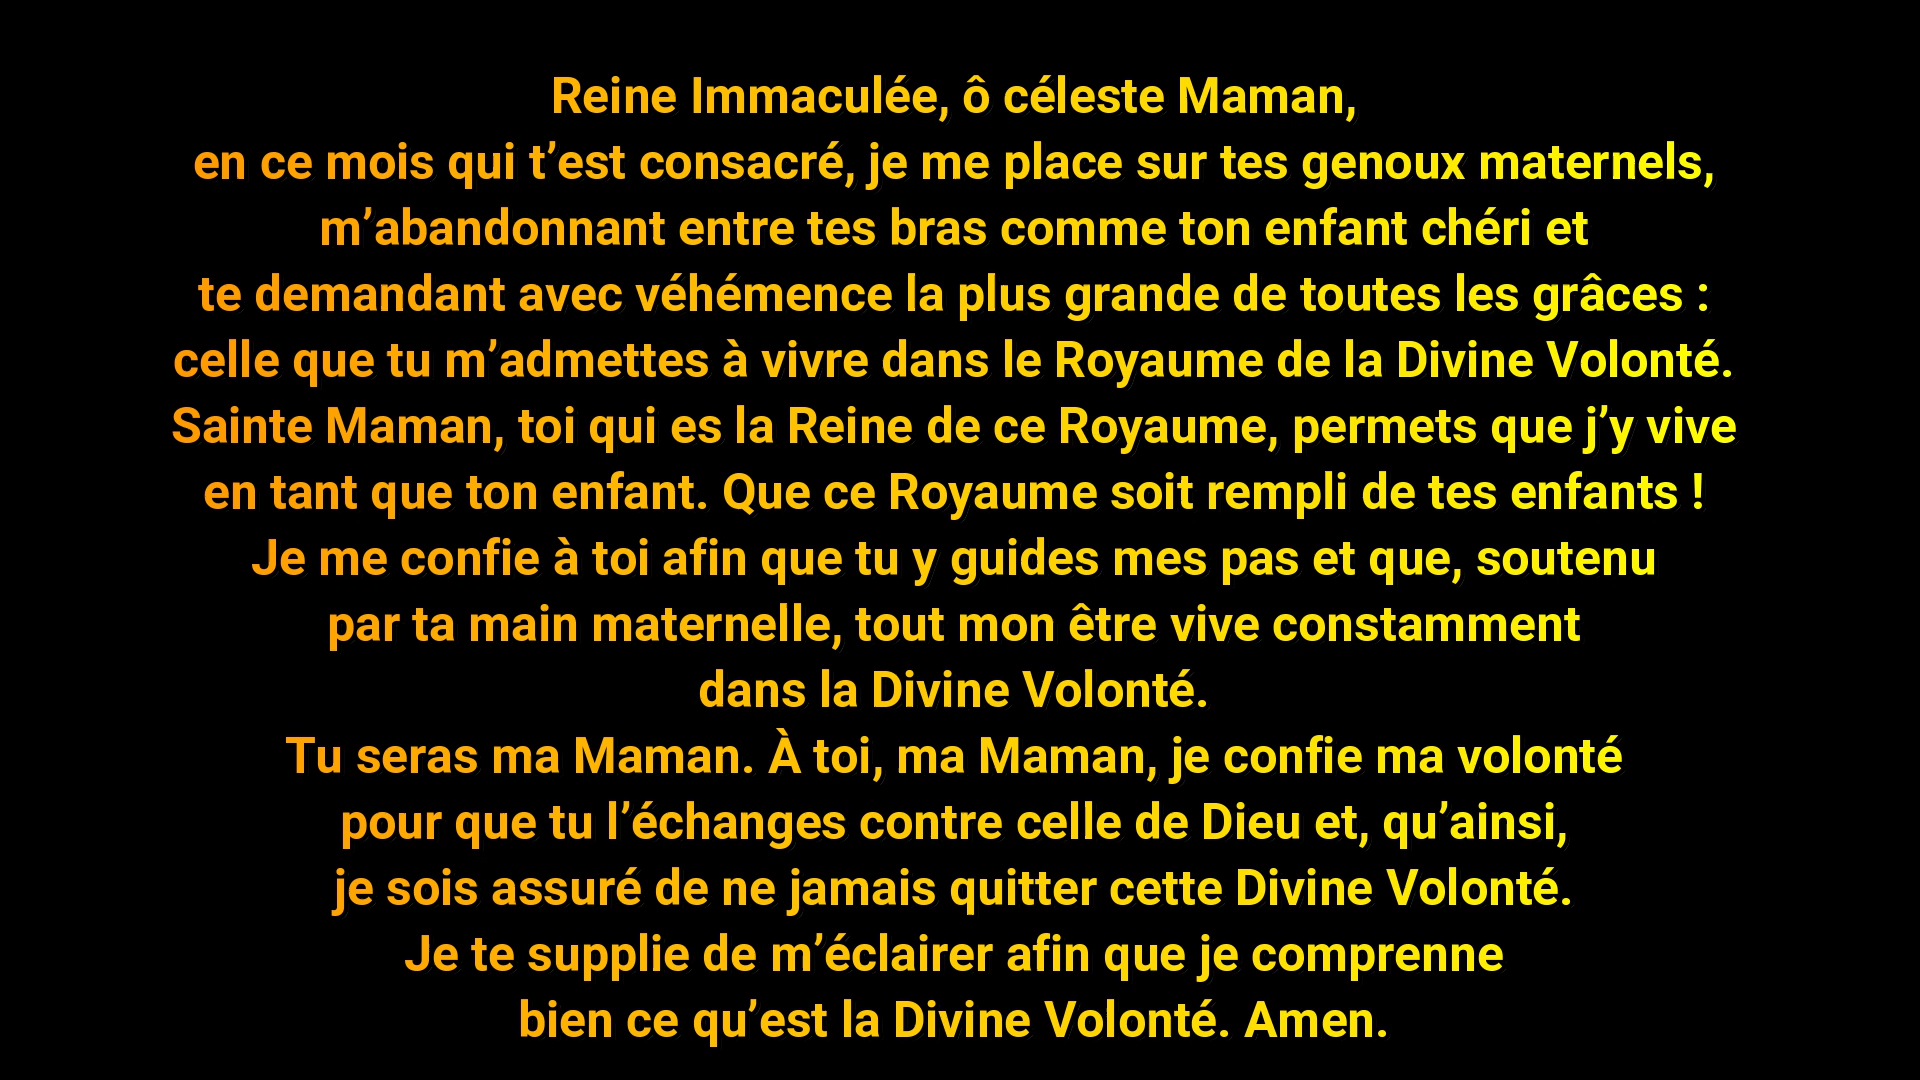 Reine Immaculée, ô céleste Maman,
en ce mois qui t’est consacré, je me place sur tes genoux maternels,
m’abandonnant entre tes bras comme ton enfant chéri et
te demandant avec véhémence la plus grande de toutes les grâces :
celle que tu m’admettes à vivre dans le Royaume de la Divine Volonté.
Sainte Maman, toi qui es la Reine de ce Royaume, permets que j’y vive
en tant que ton enfant. Que ce Royaume soit rempli de tes enfants !
Je me confie à toi afin que tu y guides mes pas et que, soutenu
par ta main maternelle, tout mon être vive constamment
dans la Divine Volonté.
Tu seras ma Maman. À toi, ma Maman, je confie ma volonté
pour que tu l’échanges contre celle de Dieu et, qu’ainsi,
je sois assuré de ne jamais quitter cette Divine Volonté.
Je te supplie de m’éclairer afin que je comprenne
bien ce qu’est la Divine Volonté. Amen.